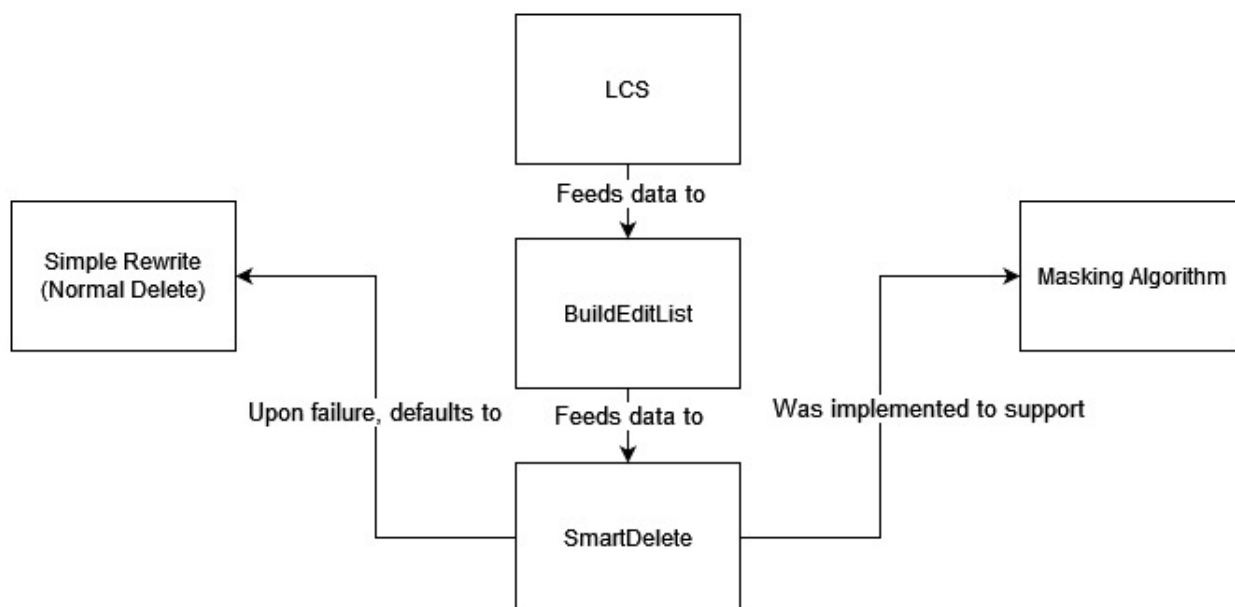 LCS
Feeds data to
Simple Rewrite
(Normal Delete)
BuildEditList
Masking Algorithm
Upon failure, defaults to
Feeds data to
Was implemented to support
SmartDelete